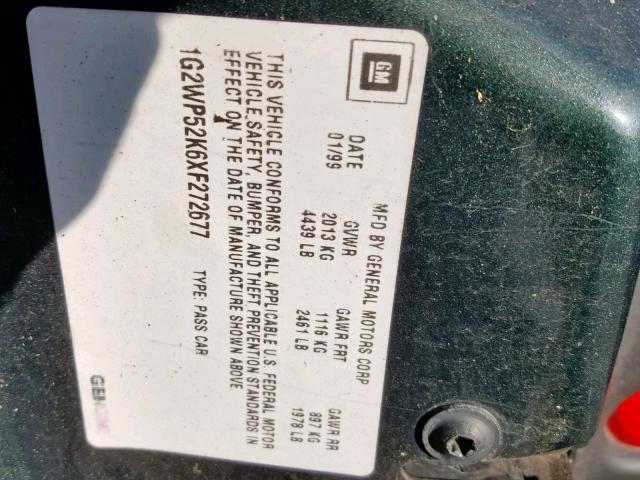 GM
MFD BY GENERAL MOTORS CORP
DATE GVWR GAWR FRT GAWR RR
01/99 2013 KG 1116 KG 897 KG
4439 LB 2461 LB 1978 LB
THIS VEHICLE CONFORMS TO ALL APPLICABLE U.S. FEDERAL MOTOR
VEHICLE SAFETY, BUMPER, AND THEFT PREVENTION STANDARDS IN
EFFECT ON THE DATE OF MANUFACTURE SHOWN ABOVE
1G2WP52K6XF272677 TYPE: PASS CAR